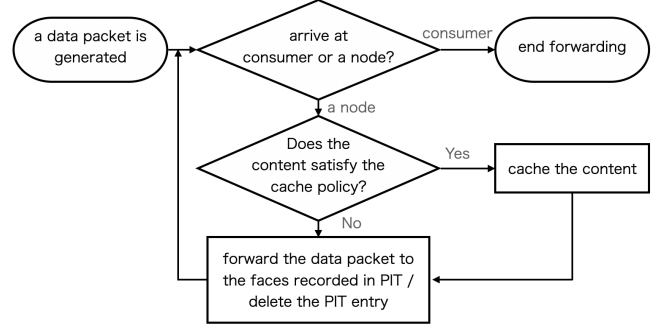 a data packet is
generated
arrive at
consumer or a node?
consumer
end forwarding
a node
Does the
content satisfy the
cache policy?
Yes
cache the content
No
forward the data packet to
the faces recorded in PIT /
delete the PIT entry